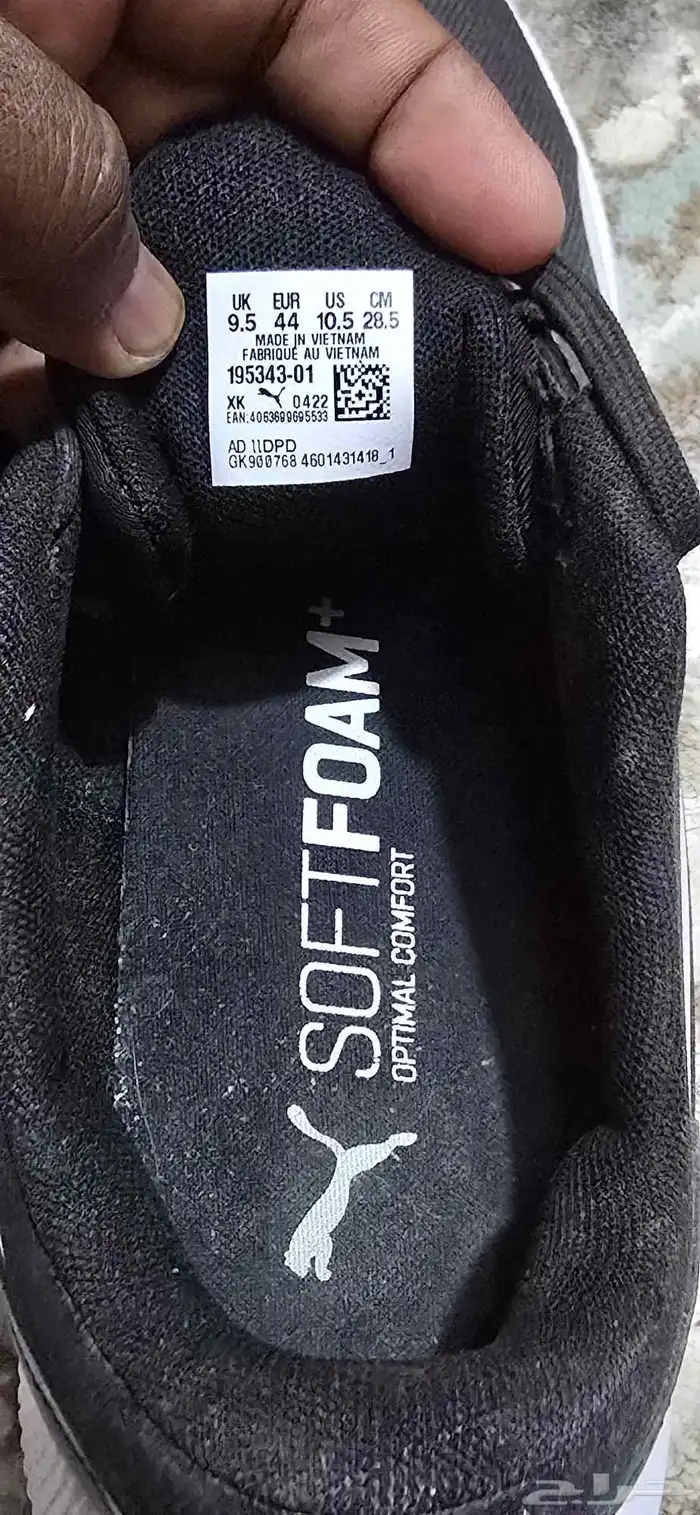 UK EUR US CM
9.5 44 10.5 28.5
MADE IN VIETNAM
FABRIQUÉ AU VIETNAM
195343-01
XK 0422
EAN:4063699695533
AD 11DPD
GK900768 4601431418_1
SOFTFOAM+
OPTIMAL COMFORT
حراج